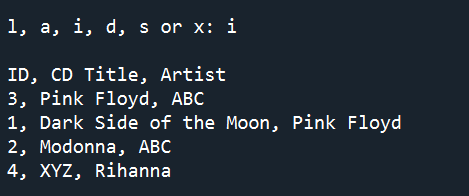 l, a, i, d, s or x: i
ID, CD Title, Artist
3, Pink Floyd, ABC
1, Dark Side of the Moon, Pink Floyd
2, Modonna, ABC
4, XYZ, Rihanna